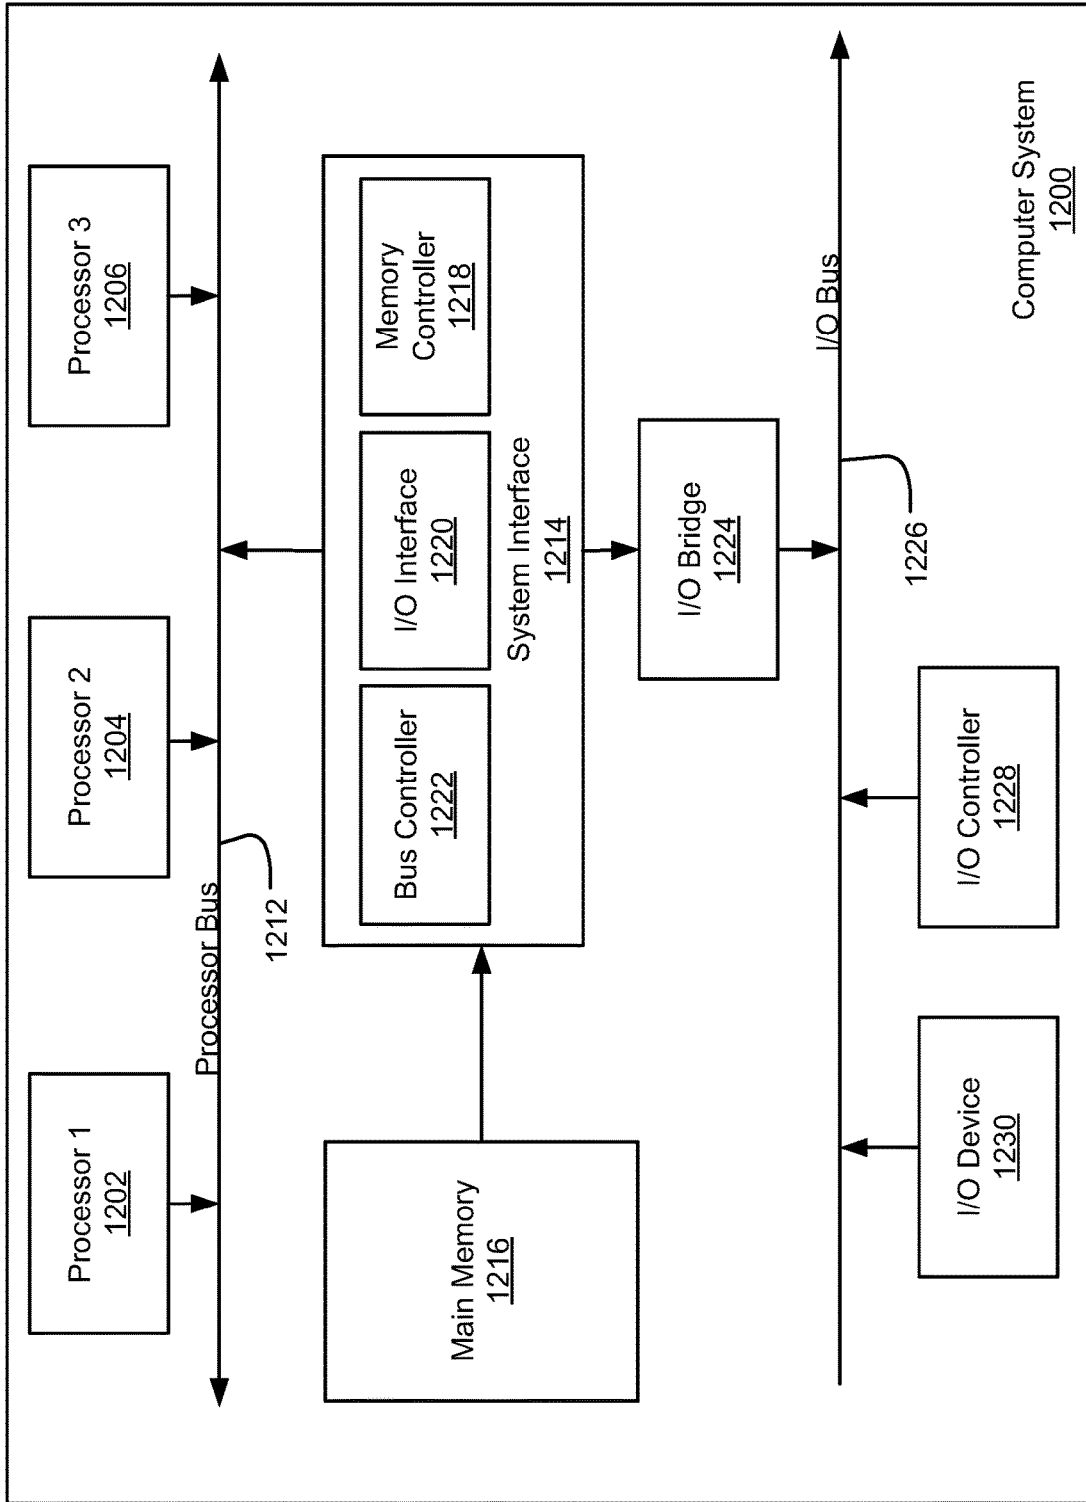 Processor 1
1202
Processor 2
1204
Processor 3
1206
Processor Bus
1212
Main Memory
1216
Bus Controller
1222
I/O Interface
1220
Memory
Controller
1218
System Interface
1214
I/O Bridge
1224
I/O Bus
1226
I/O Device
1230
I/O Controller
1228
Computer System
1200